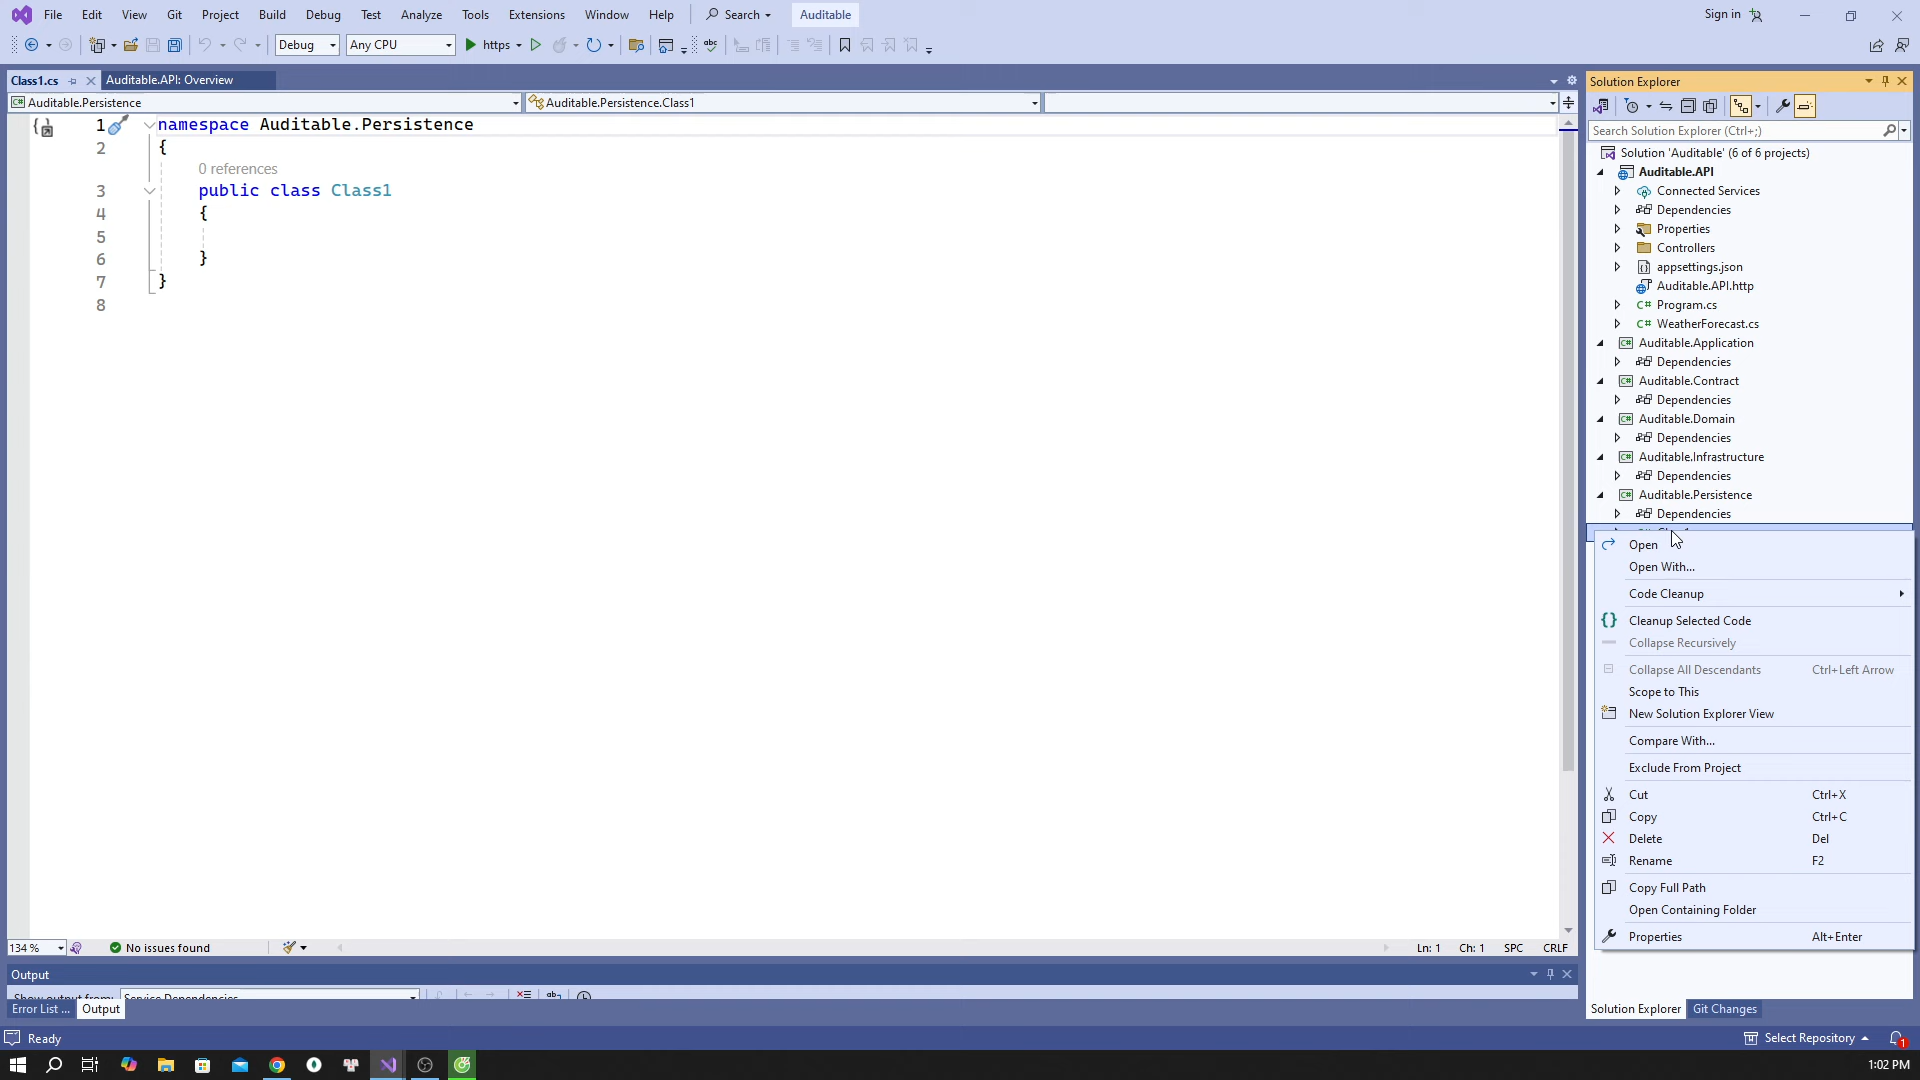 File Edit View Git Project Build Debug Test Analyze Tools Extensions Window Help Search Auditable Sign in
Debug Any CPU https
Class1.cs Auditable.API: Overview
Auditable.Persistence Auditable.Persistence.Class1
1 namespace Auditable.Persistence
2 {
0 references
3 public class Class1
4 {
5
6 }
7 }
8
134 % No issues found Ln: 1 Ch: 1 SPC CRLF
Output
Show output from: Service Dependencies
Error List ... Output
Ready
Solution Explorer
Search Solution Explorer (Ctrl+;)
Solution 'Auditable' (6 of 6 projects)
Auditable.API
Connected Services
Dependencies
Properties
Controllers
appsettings.json
Auditable.API.http
C# Program.cs
C# WeatherForecast.cs
Auditable.Application
Dependencies
Auditable.Contract
Dependencies
Auditable.Domain
Dependencies
Auditable.Infrastructure
Dependencies
Auditable.Persistence
Dependencies
Open
Open With...
Code Cleanup
Cleanup Selected Code
Collapse Recursively
Collapse All Descendants Ctrl+Left Arrow
Scope to This
New Solution Explorer View
Compare With...
Exclude From Project
Cut Ctrl+X
Copy Ctrl+C
Delete Del
Rename F2
Copy Full Path
Open Containing Folder
Properties Alt+Enter
Solution Explorer Git Changes
Select Repository 1
1:02 PM